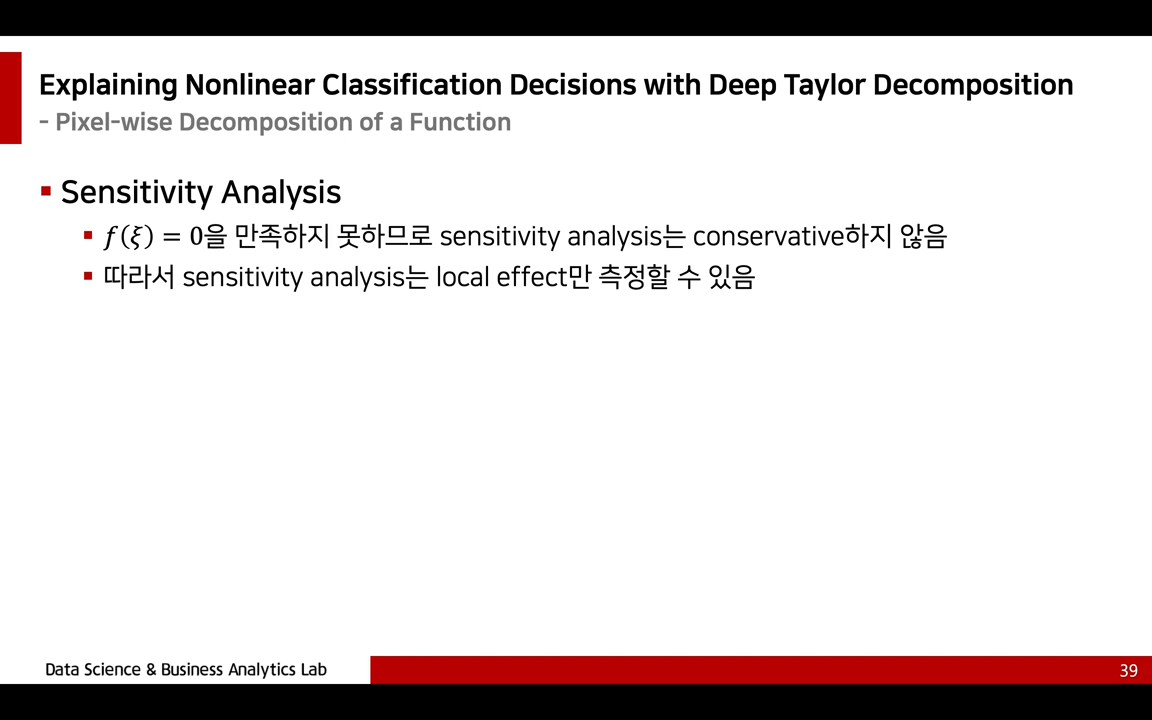 Explaining Nonlinear Classification Decisions with Deep Taylor Decomposition
- Pixel-wise Decomposition of a Function
▪ Sensitivity Analysis
▪ 𝑓(𝜉) = 0을 만족하지 못하므로 sensitivity analysis는 conservative하지 않음
▪ 따라서 sensitivity analysis는 local effect만 측정할 수 있음
Data Science & Business Analytics Lab
39